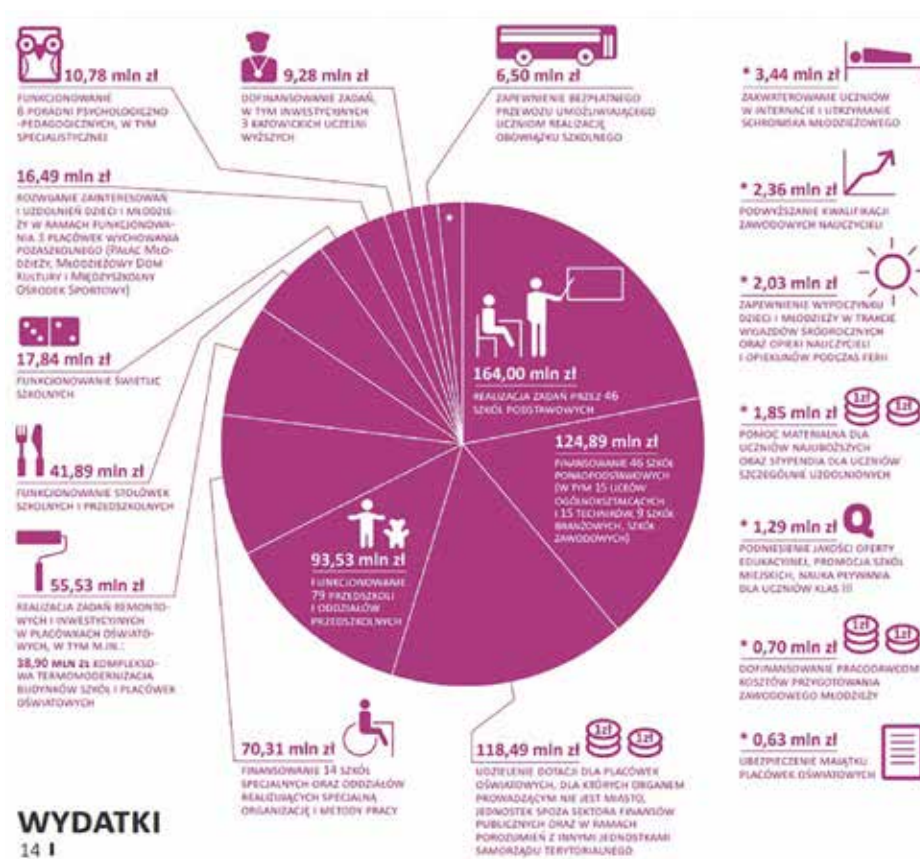 10,78 mln zł
FUNKCJONOWANIE
6 PORADNI PSYCHOLOGICZNO
-PEDAGOGICZNYCH, W TYM
SPECJALISTYCZNEJ
9,28 mln zł
DOFINANSOWANIE ZADAŃ,
W TYM INWESTYCYJNYCH
3 KATOWICKICH UCZELNI
WYŻSZYCH
6,50 mln zł
ZAPEWNIENIE BEZPŁATNEGO
PRZEWOZU UMOŻLIWIAJĄCEGO
UCZNIOM REALIZACJĘ
OBOWIĄZKU SZKOLNEGO
16,49 mln zł
ROZWIJANIE ZAINTERESOWAŃ
I UZDOLNIEŃ DZIECI I MŁODZIE-
ŻY W RAMACH FUNKCJONOWA-
NIA 3 PLACÓWEK WYCHOWANIA
POZASZKOLNEGO (PAŁAC MŁO-
DZIEŻY, MŁODZIEŻOWY DOM
KULTURY I MIĘDZYSZKOLNY
OŚRODEK SPORTOWY)
17,84 mln zł
FUNKCJONOWANIE ŚWIETLIC
SZKOLNYCH
41,89 mln zł
FUNKCJONOWANIE STOŁÓWEK
SZKOLNYCH I PRZEDSZKOLNYCH
55,53 mln zł
REALIZACJA ZADAŃ REMONTO-
WYCH I INWESTYCYJNYCH
W PLACÓWKACH OŚWIATO-
WYCH, W TYM M.IN.:
38,90 MLN ZŁ KOMPLEKSO-
WA TERMOMODERNIZACJA
BUDYNKÓW SZKÓŁ I PLACÓWEK
OŚWIATOWYCH
*
164,00 mln zł
REALIZACJA ZADAŃ PRZEZ 46
SZKÓŁ PODSTAWOWYCH
124,89 mln zł
FINANSOWANIE 46 SZKÓŁ
PONADPODSTAWOWYCH
(W TYM 15 LICEÓW
OGÓLNOKSZTAŁCĄCYCH
I 15 TECHNIKÓW, 9 SZKÓŁ
BRANŻOWYCH, SZKÓŁ
ZAWODOWYCH)
93,53 mln zł
FUNKCJONOWANIE
79 PRZEDSZKOLI
I ODDZIAŁÓW
PRZEDSZKOLNYCH
70,31 mln zł
FINANSOWANIE 14 SZKÓŁ
SPECJALNYCH ORAZ ODDZIAŁÓW
REALIZUJĄCYCH SPECJALNĄ
ORGANIZACJĘ I METODY PRACY
118,49 mln zł
1zł
1zł
UDZIELENIE DOTACJI DLA PLACÓWEK
OŚWIATOWYCH, DLA KTÓRYCH ORGANEM
PROWADZĄCYM NIE JEST MIASTO,
JEDNOSTEK SPOZA SEKTORA FINANSÓW
PUBLICZNYCH ORAZ W RAMACH
POROZUMIEŃ Z INNYMI JEDNOSTKAMI
SAMORZĄDU TERYTORIALNEGO
* 3,44 mln zł
ZAKWATEROWANIE UCZNIÓW
W INTERNACIE I UTRZYMANIE
SCHRONISKA MŁODZIEŻOWEGO
* 2,36 mln zł
PODWYŻSZANIE KWALIFIKACJI
ZAWODOWYCH NAUCZYCIELI
* 2,03 mln zł
ZAPEWNIENIE WYPOCZYNKU
DZIECI I MŁODZIEŻY W TRAKCIE
WYJAZDÓW ŚRÓDROCZNYCH
ORAZ OPIEKI NAUCZYCIELI
I OPIEKUNÓW PODCZAS FERII
* 1,85 mln zł
1zł
1zł
POMOC MATERIALNA DLA
UCZNIÓW NAJUBOŻSZYCH
ORAZ STYPENDIA DLA UCZNIÓW
SZCZEGÓLNIE UZDOLNIONYCH
* 1,29 mln zł
Q
PODNIESIENIE JAKOŚCI OFERTY
EDUKACYJNEJ, PROMOCJA SZKÓŁ
MIEJSKICH, NAUKA PŁYWANIA
DLA UCZNIÓW KLAS III
* 0,70 mln zł
1zł
1zł
DOFINANSOWANIE PRACODAWCOM
KOSZTÓW PRZYGOTOWANIA
ZAWODOWEGO MŁODZIEŻY
* 0,63 mln zł
UBEZPIECZENIE MAJĄTKU
PLACÓWEK OŚWIATOWYCH
WYDATKI
14 I